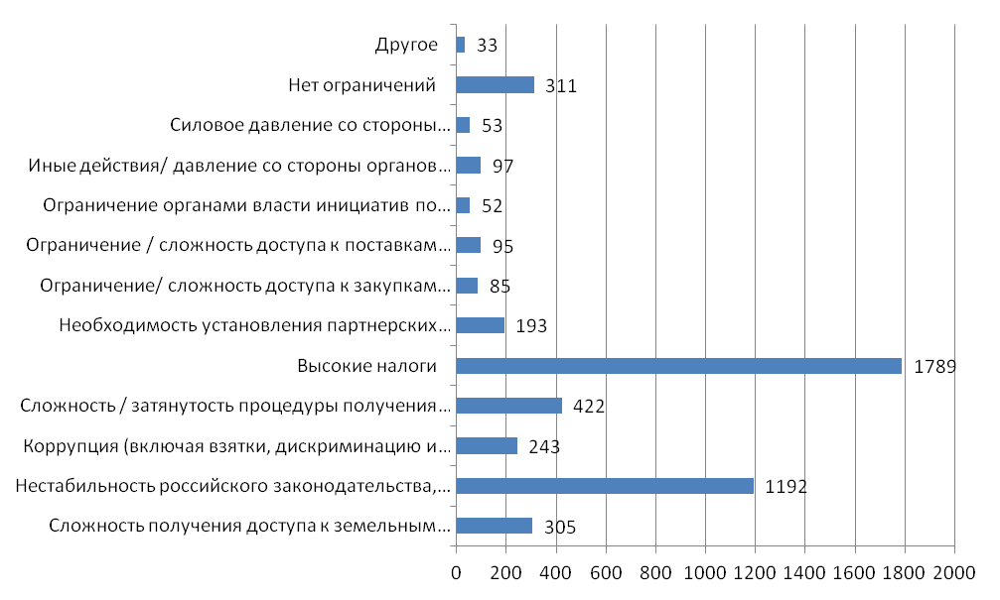 Другое 33
Нет ограничений 311
Силовое давление со стороны... 53
Иные действия/ давление со стороны органов... 97
Ограничение органами власти инициатив по... 52
Ограничение / сложность доступа к поставкам... 95
Ограничение/ сложность доступа к закупкам... 85
Необходимость установления партнерских... 193
Высокие налоги 1789
Сложность / затянутость процедуры получения... 422
Коррупция (включая взятки, дискриминацию и... 243
Нестабильность российского законодательства,... 1192
Сложность получения доступа к земельным... 305
0 200 400 600 800 1000 1200 1400 1600 1800 2000